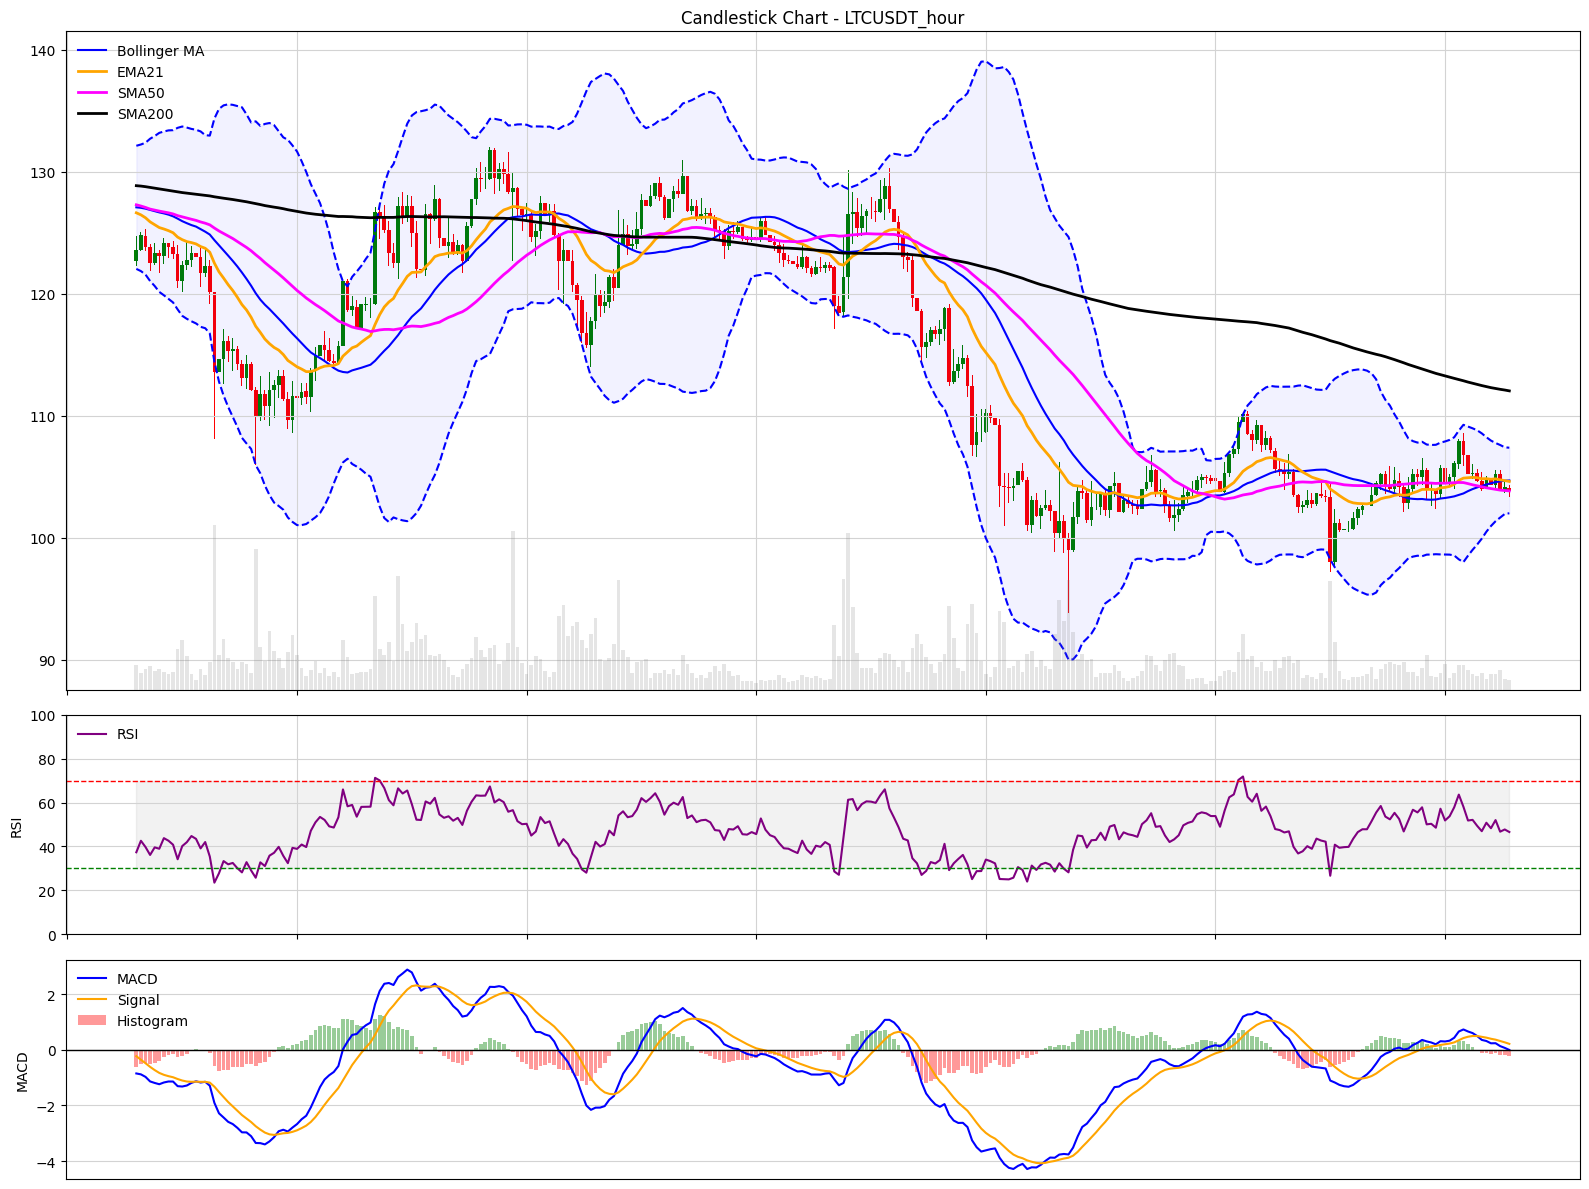 Candlestick Chart - LTCUSDT_hour
140
130
120
110
100
90
Bollinger MA
EMA21
SMA50
SMA200
100
80
60
40
20
0
RSI
RSI
2
0
−2
−4
MACD
MACD
Signal
Histogram